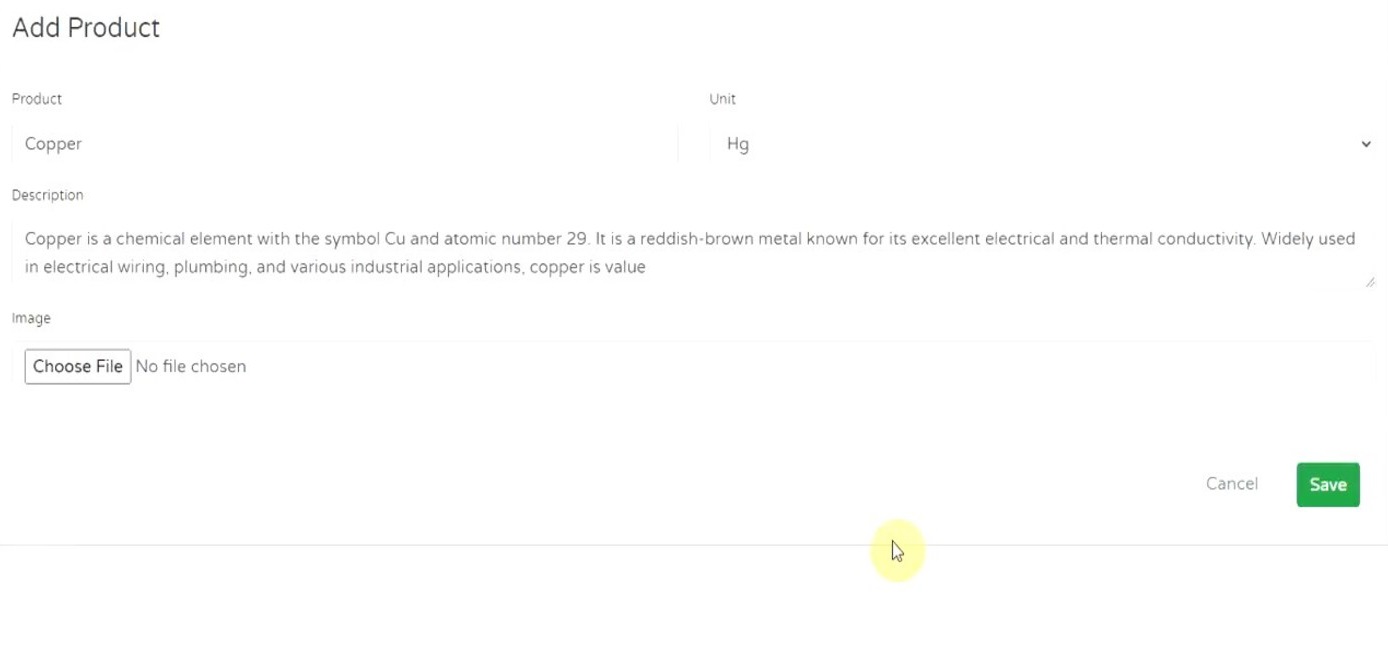 Add Product
Product
Unit
Copper
Hg
Description
Copper is a chemical element with the symbol Cu and atomic number 29. It is a reddish-brown metal known for its excellent electrical and thermal conductivity. Widely used
in electrical wiring, plumbing, and various industrial applications, copper is value
Image
Choose File No file chosen
Cancel
Save